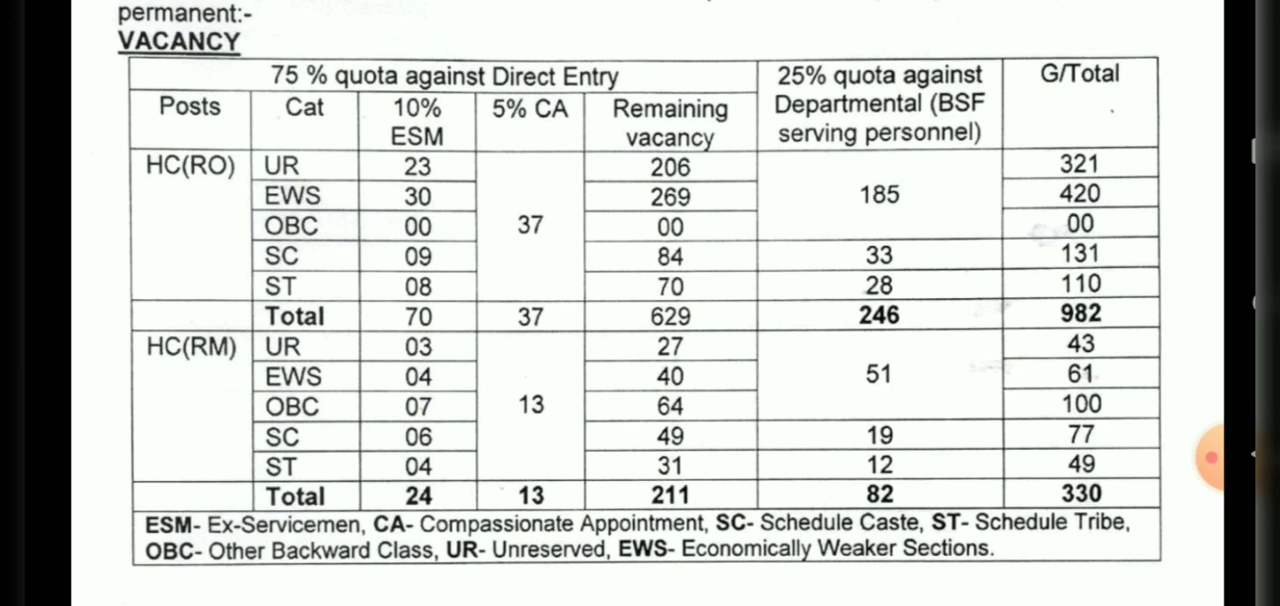 permanent:-
VACANCY
75 % quota against Direct Entry 25% quota against Departmental (BSF serving personnel) G/Total
Posts Cat 10% ESM 5% CA Remaining vacancy
HC(RO) UR 23 37 206 185 321
EWS 30 269 420
OBC 00 00 00
SC 09 84 33 131
ST 08 70 28 110
Total 70 37 629 246 982
HC(RM) UR 03 13 27 51 43
EWS 04 40 61
OBC 07 64 100
SC 06 49 19 77
ST 04 31 12 49
Total 24 13 211 82 330
ESM- Ex-Servicemen, CA- Compassionate Appointment, SC- Schedule Caste, ST- Schedule Tribe,
OBC- Other Backward Class, UR- Unreserved, EWS- Economically Weaker Sections.